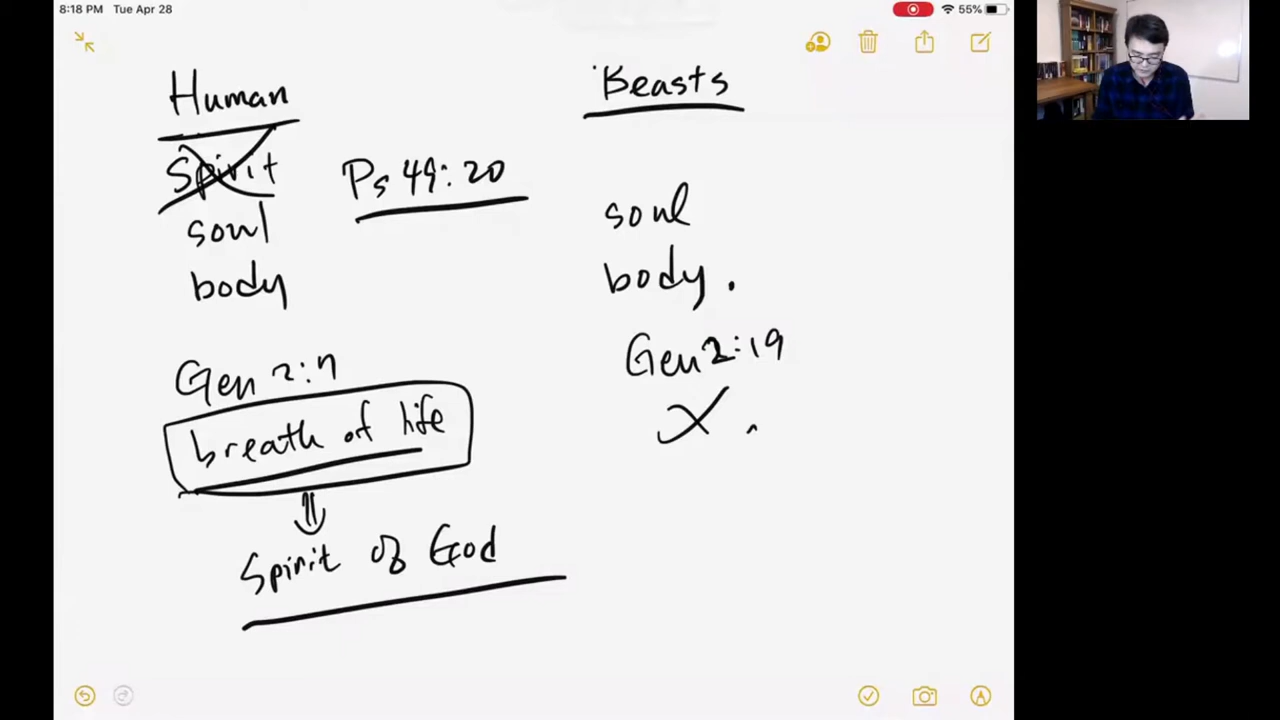 8:18 PM Tue Apr 28
55%
Human
Spirit
Ps 49:20
soul
body
Gen 2:7
breath of life
Spirit of God
Beasts
soul
body.
Gen 2:19
X